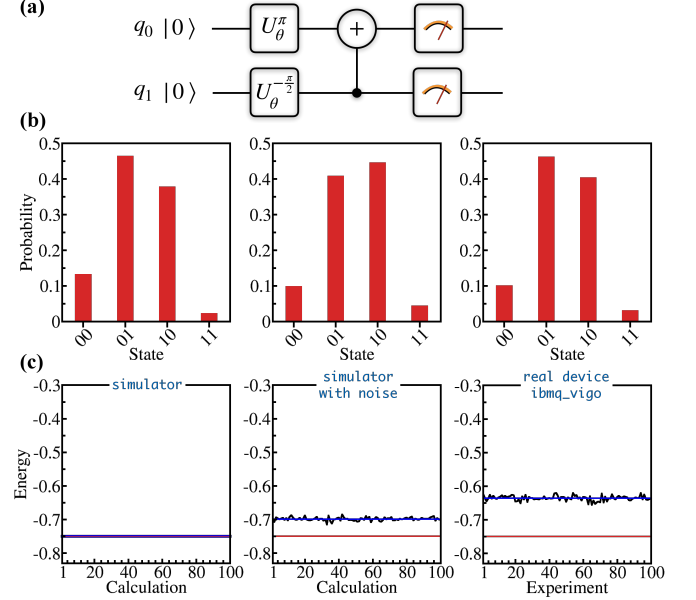 (a)
q₀ |0⟩ U_θ^π +
q₁ |0⟩ U_θ^{-π/2}
(b)
Probability
0.5 0.5 0.5
0.4 0.4 0.4
0.3 0.3 0.3
0.2 0.2 0.2
0.1 0.1 0.1
0 0 0
00 01 10 11 00 01 10 11 00 01 10 11
State State State
(c)
simulator simulator with noise real device ibmq_vigo
Energy
-0.3 -0.3 -0.3
-0.4 -0.4 -0.4
-0.5 -0.5 -0.5
-0.6 -0.6 -0.6
-0.7 -0.7 -0.7
-0.8 -0.8 -0.8
1 20 40 60 80 100 1 20 40 60 80 100 1 20 40 60 80 100
Calculation Calculation Experiment